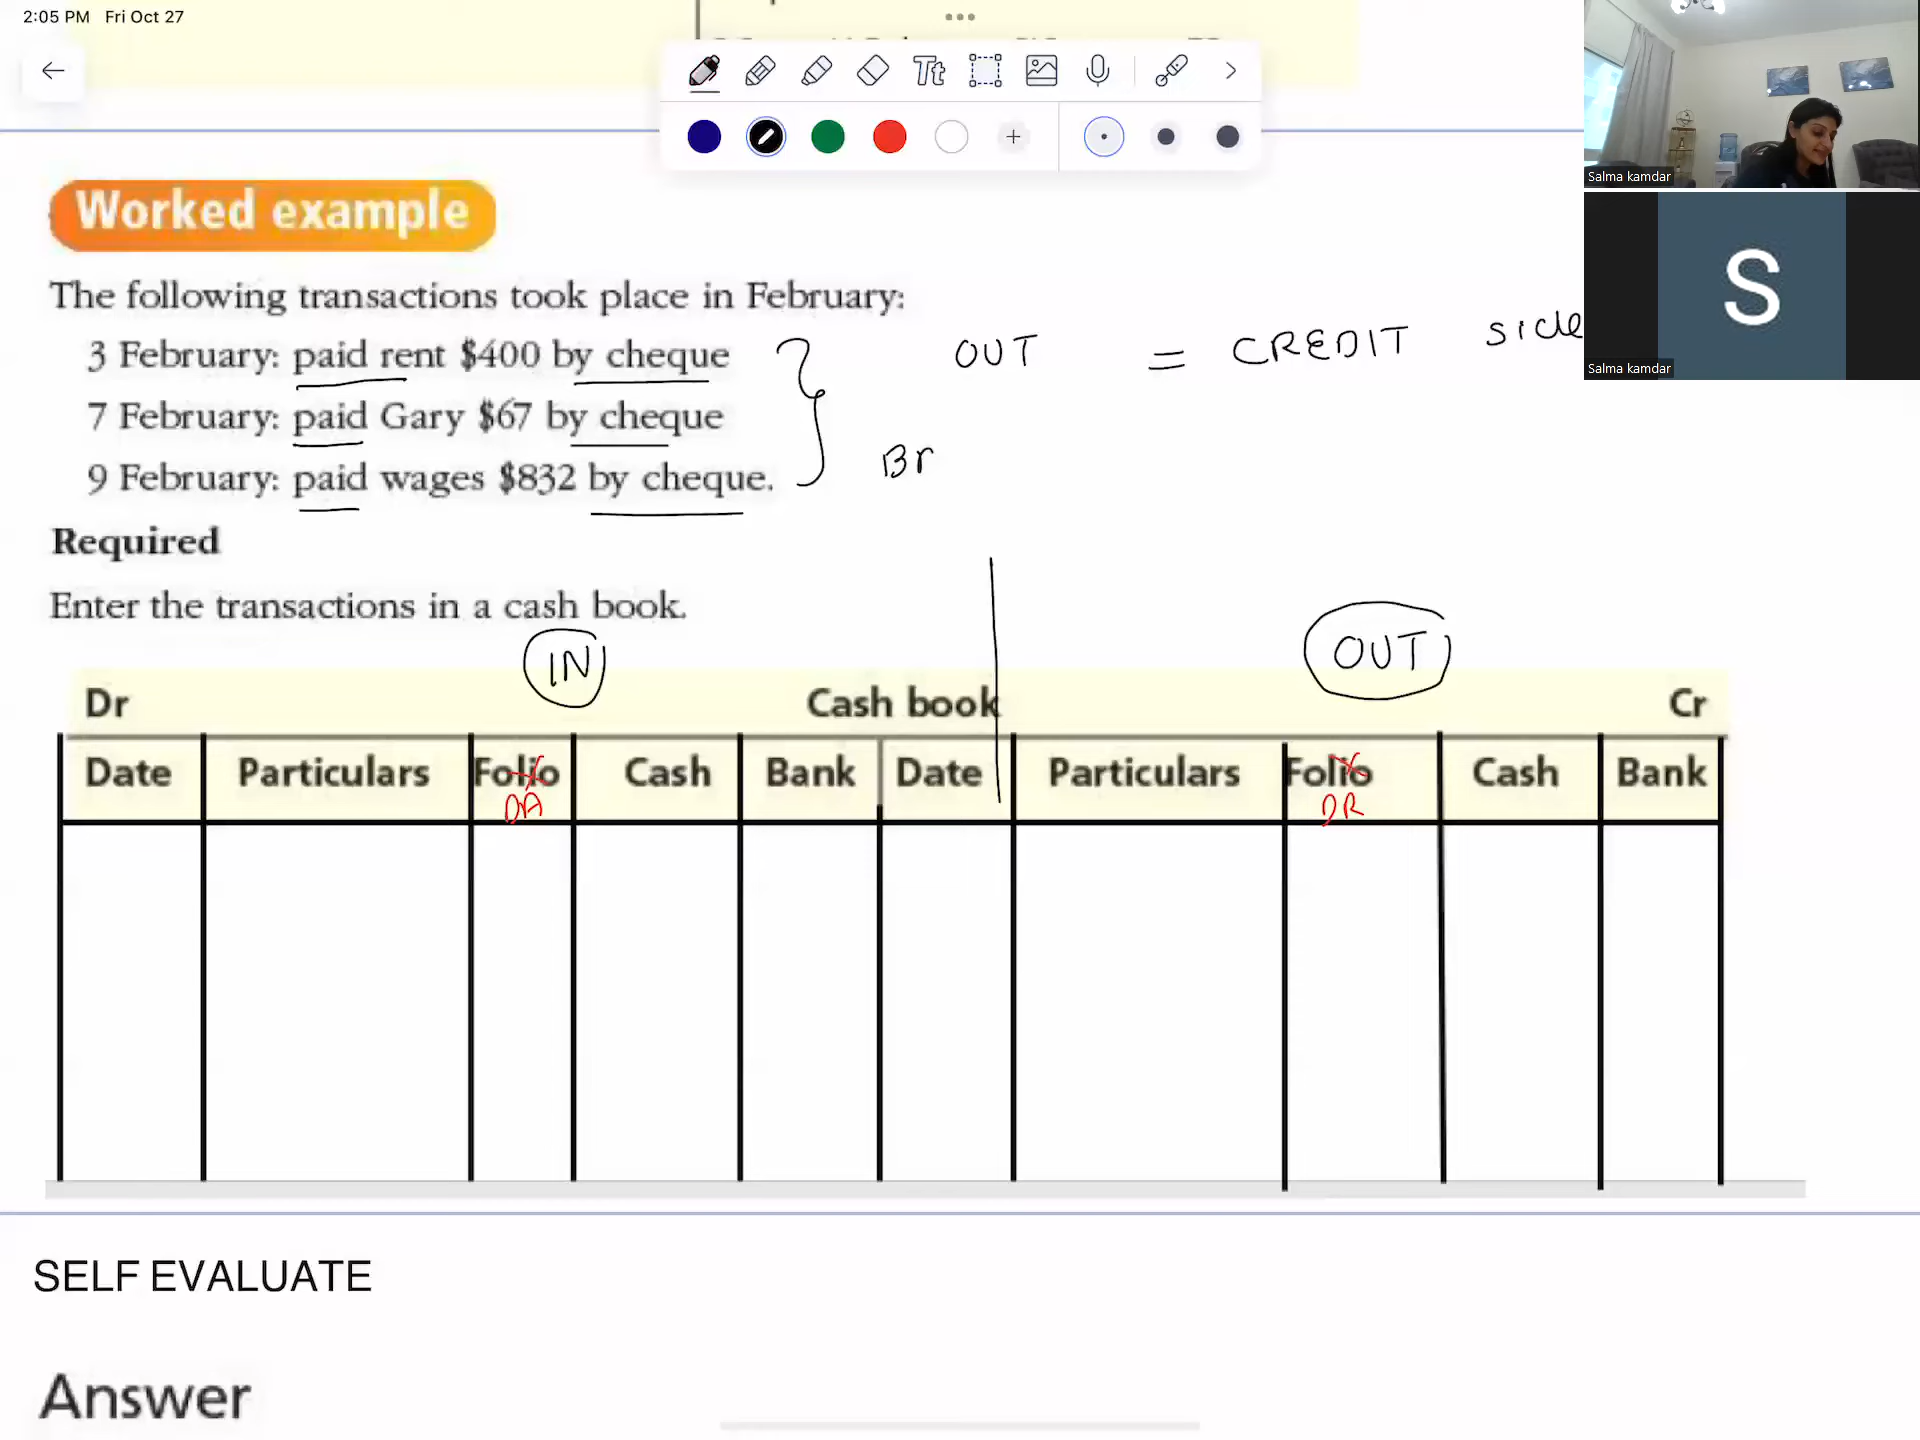 2:05 PM Fri Oct 27
Tt
Salma kamdar
S
Salma kamdar
Worked example
The following transactions took place in February:
3 February: paid rent $400 by cheque
OUT = CREDIT side
7 February: paid Gary $67 by cheque
Br
9 February: paid wages $832 by cheque.
Required
Enter the transactions in a cash book.
IN OUT
Dr Cash book Cr
Date Particulars Folio Cash Bank Date Particulars Folio Cash Bank
DR
SELF EVALUATE
Answer